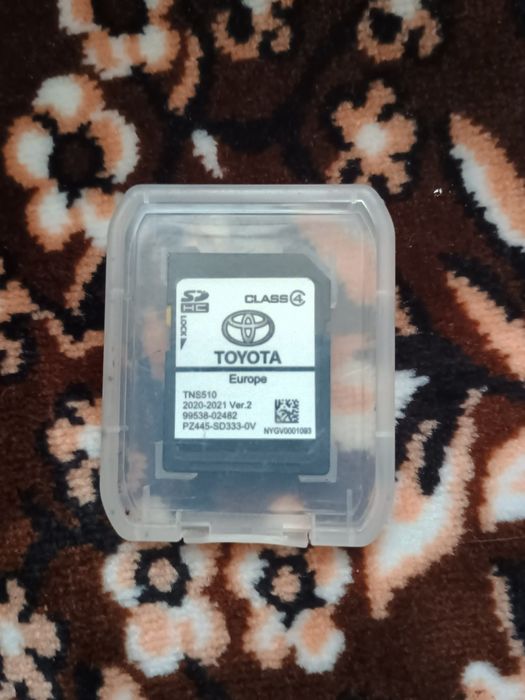 SD HC
CLASS 4
LOCK
TOYOTA
Europe
TNS510
2020-2021 Ver.2
99538-02482
PZ445-SD333-0V
NYGV0001093